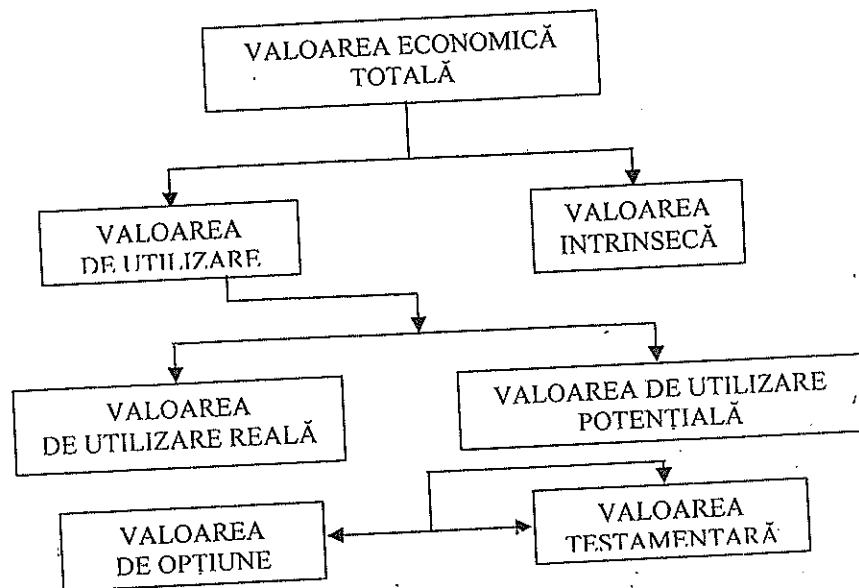 VALOAREA ECONOMICĂ
TOTALĂ
VALOAREA
DE UTILIZARE
VALOAREA
INTRINSECĂ
VALOAREA
DE UTILIZARE REALĂ
VALOAREA DE UTILIZARE
POTENȚIALĂ
VALOAREA
DE OPȚIUNE
VALOAREA
TESTAMENTARĂ